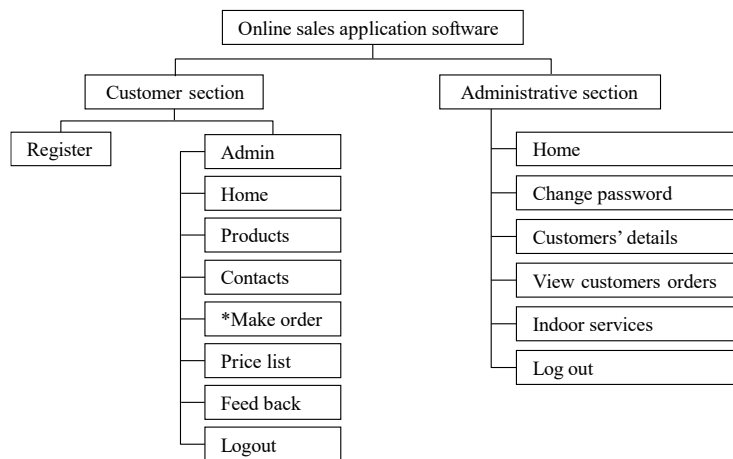 Online sales application software
Customer section
Administrative section
Register
Admin
Home
Products
Contacts
*Make order
Price list
Feed back
Logout
Home
Change password
Customers’ details
View customers orders
Indoor services
Log out